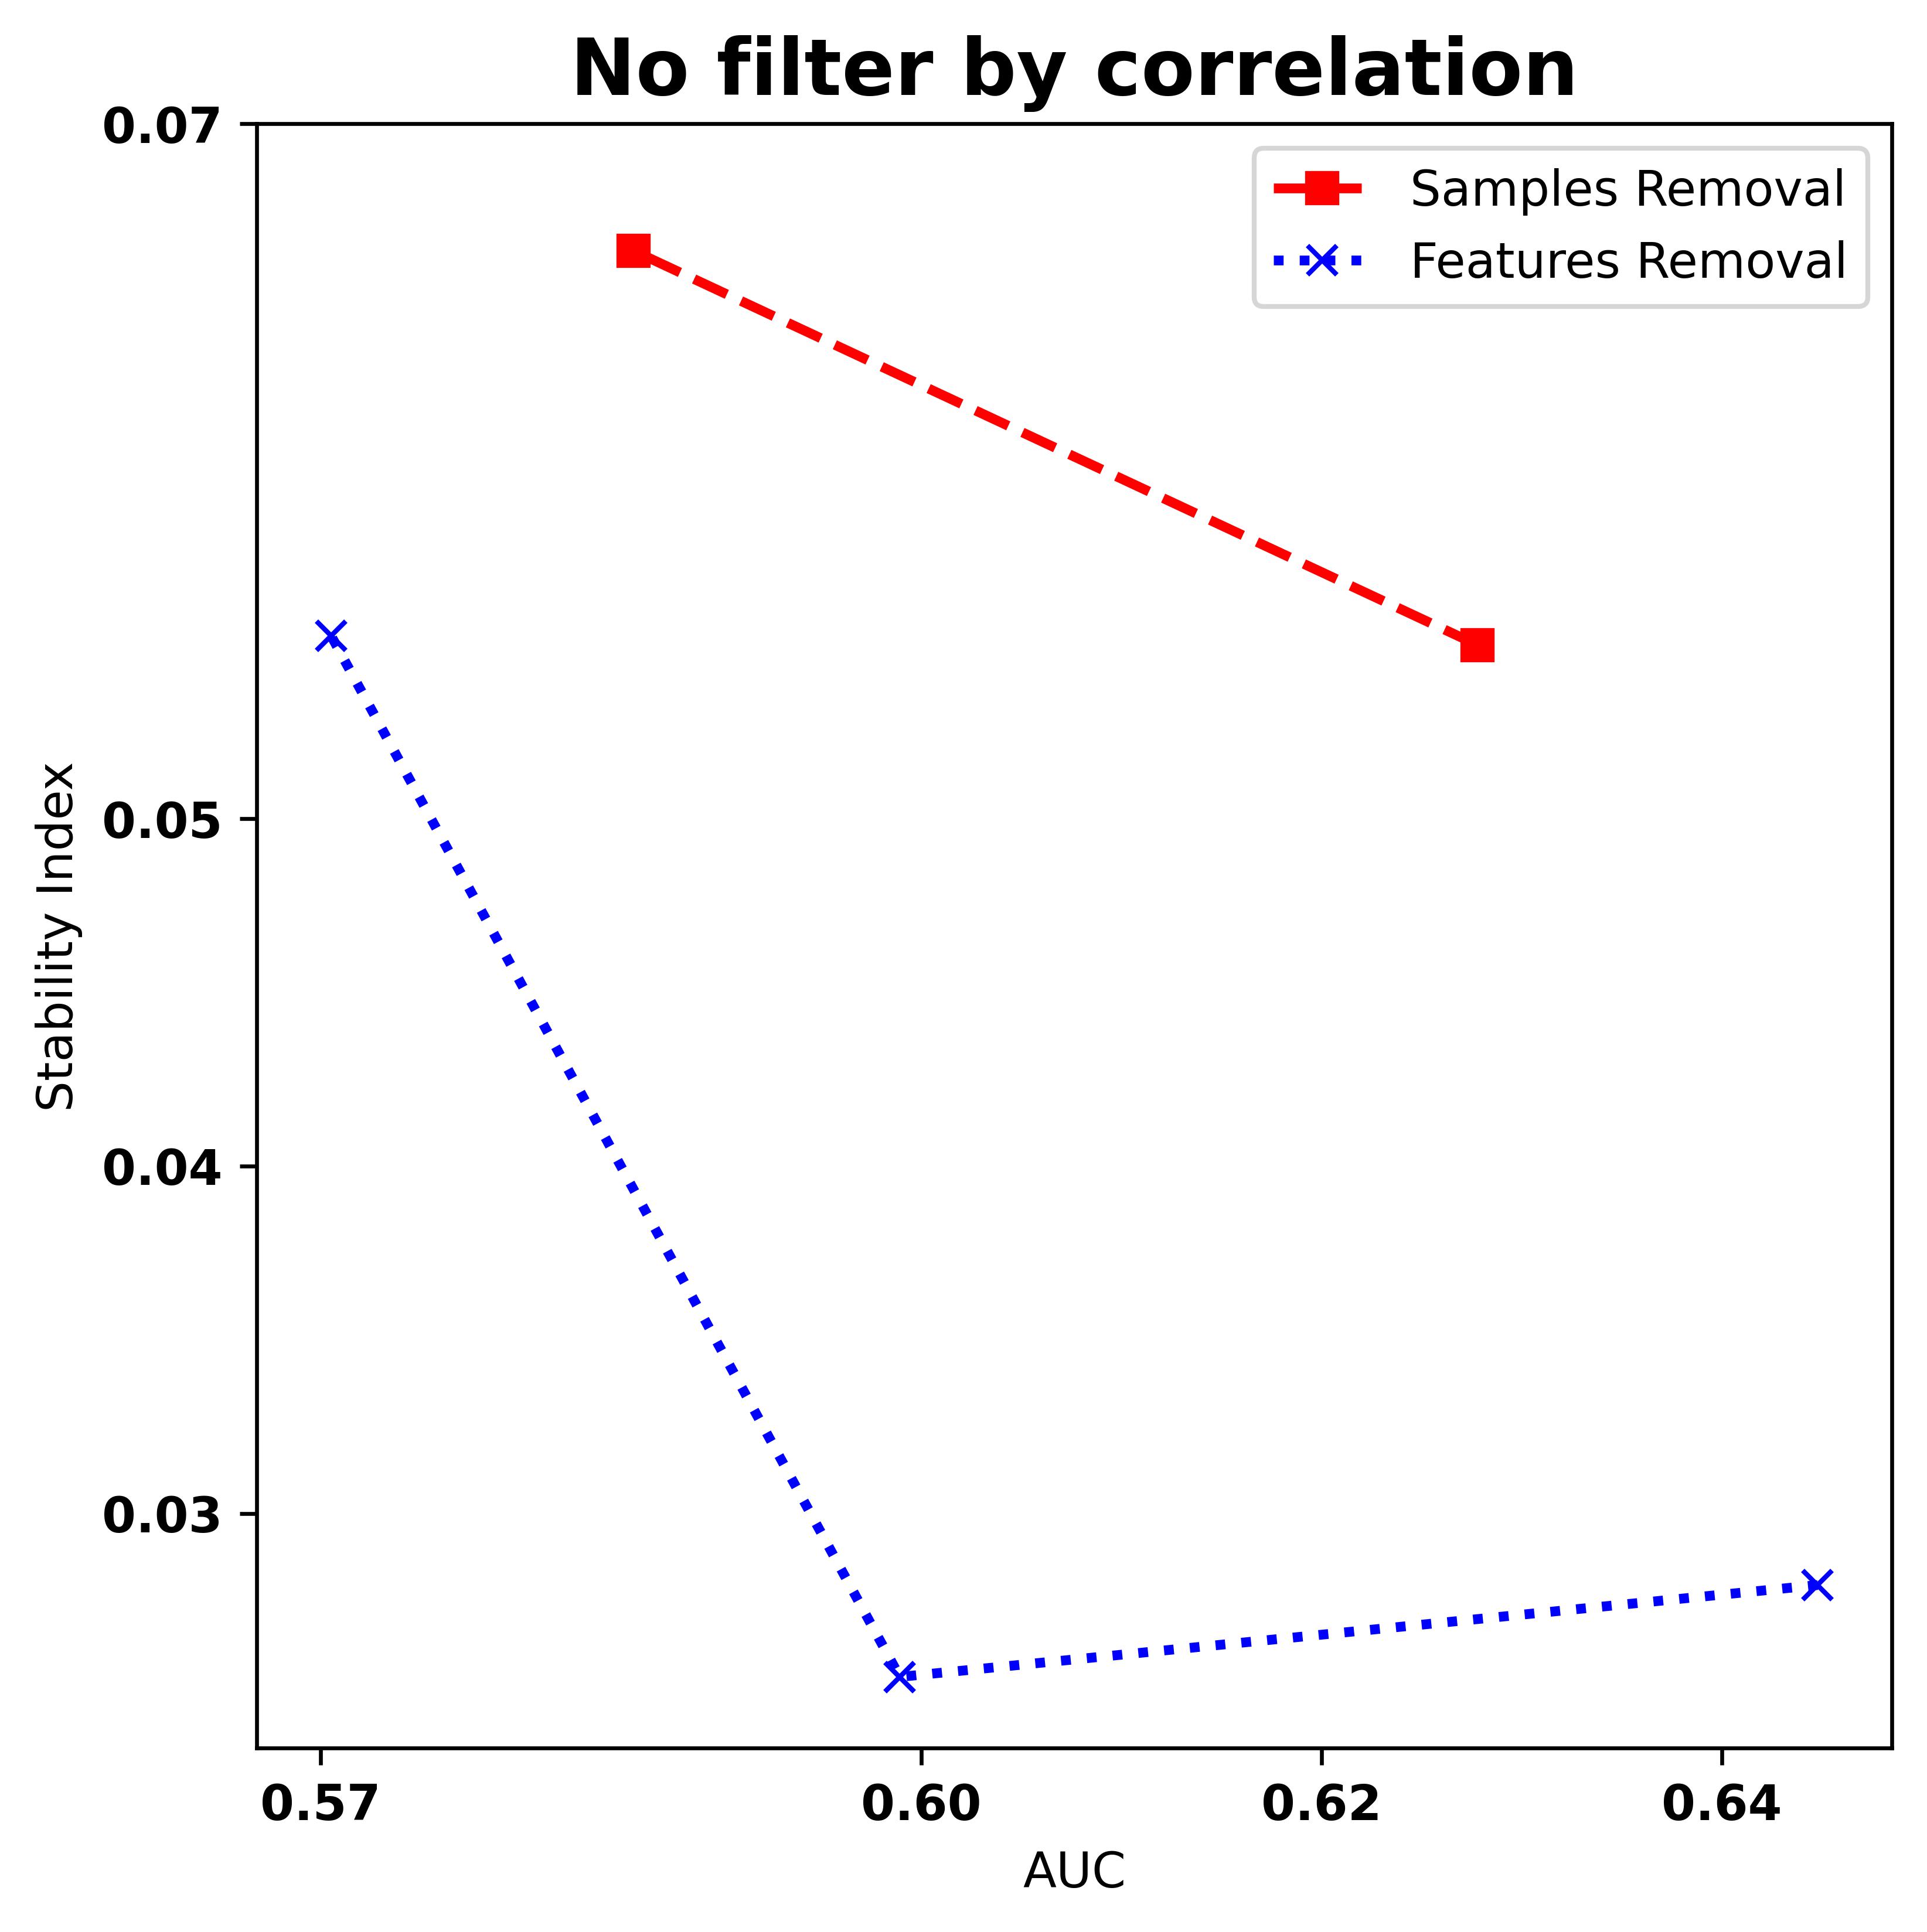 No filter by correlation
0.07
Samples Removal
Features Removal
Stability Index
0.05
0.04
0.03
0.57 0.60 0.62 0.64
AUC